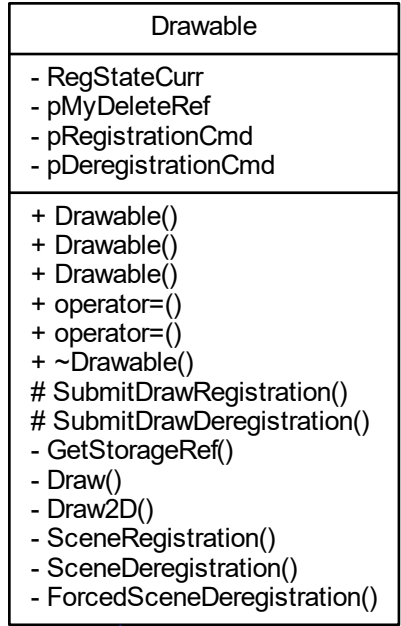 Drawable
- RegStateCurr
- pMyDeleteRef
- pRegistrationCmd
- pDeregistrationCmd
+ Drawable()
+ Drawable()
+ Drawable()
+ operator=()
+ operator=()
+ ~Drawable()
# SubmitDrawRegistration()
# SubmitDrawDeregistration()
- GetStorageRef()
- Draw()
- Draw2D()
- SceneRegistration()
- SceneDeregistration()
- ForcedSceneDeregistration()